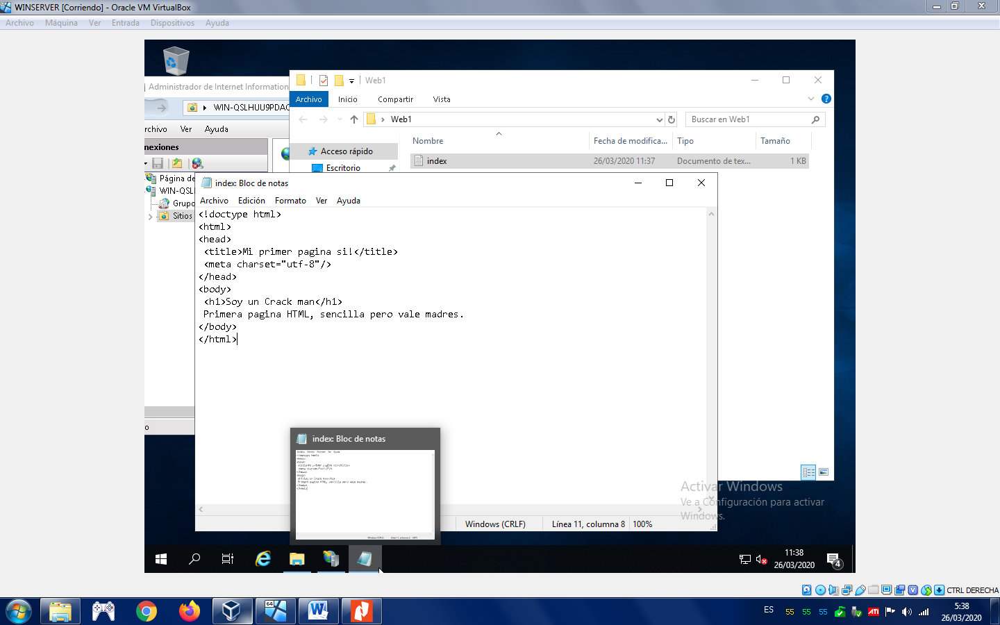 WINSERVER [Corriendo] - Oracle VM VirtualBox
Archivo Máquina Ver Entrada Dispositivos Ayuda
Web1
Administrador de Internet Information
Archivo Inicio Compartir Vista
WIN-QSLHUU9PDAC
Web1
Buscar en Web1
rchivo Ver Ayuda
Nombre Fecha de modifica... Tipo Tamaño
nexiones
Acceso rápido
index 26/03/2020 11:37 Documento de tex... 1 KB
Escritorio
Página de
WIN-QSL
Grupo
Sitios
index: Bloc de notas
Archivo Edición Formato Ver Ayuda
<!doctype html>
<html>
<head>
<title>Mi primer pagina si!</title>
<meta charset="utf-8"/>
</head>
<body>
<h1>Soy un Crack man</h1>
Primera pagina HTML, sencilla pero vale madres.
</body>
</html>
o
index: Bloc de notas
Activar Windows
Ve a Configuración para activar
Windows.
Windows (CRLF) Línea 11, columna 8 100%
11:38
26/03/2020
4
CTRL DERECHA
64
ES 55 55 55 ATI
5:38
26/03/2020